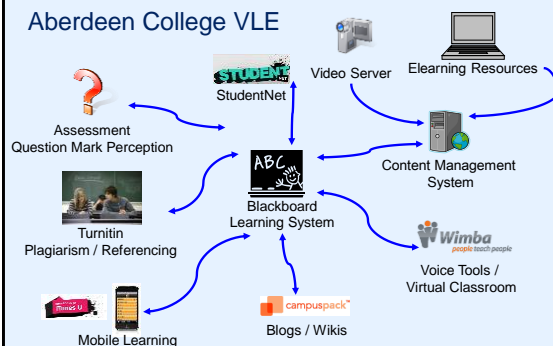 Aberdeen College VLE
STUDENT
StudentNet
Video Server
Elearning Resources
Assessment
Question Mark Perception
ABC
Content Management
System
Blackboard
Learning System
Turnitin
Plagiarism / Referencing
Wimba
people teach people
Voice Tools /
Virtual Classroom
campuspack™
Mobile Learning
Blogs / Wikis